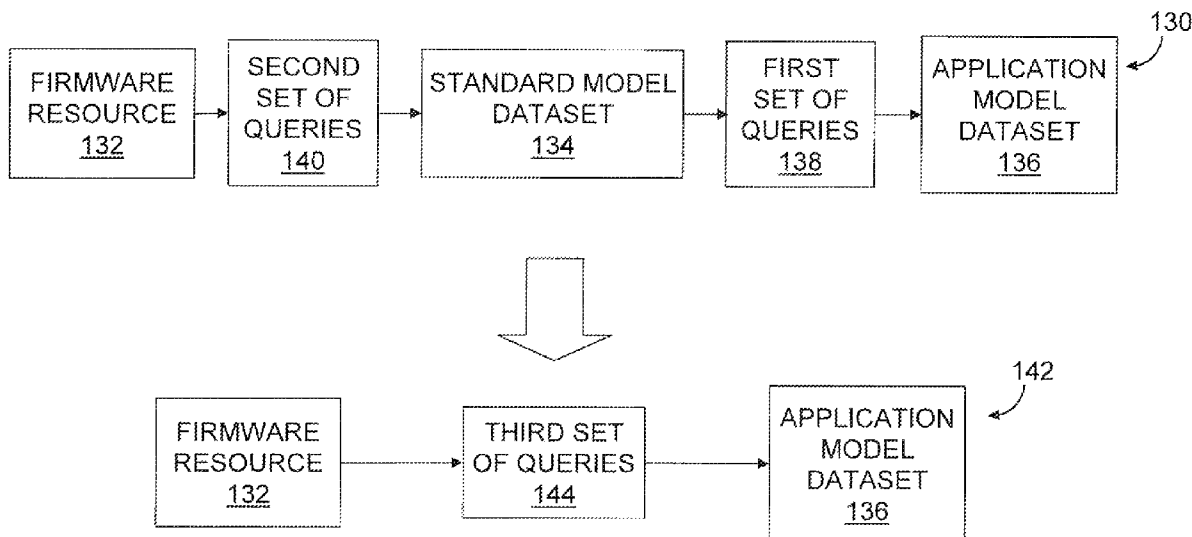 130
FIRMWARE
RESOURCE
132
SECOND
SET OF
QUERIES
140
STANDARD MODEL
DATASET
134
FIRST
SET OF
QUERIES
138
APPLICATION
MODEL
DATASET
136
142
FIRMWARE
RESOURCE
132
THIRD SET
OF QUERIES
144
APPLICATION
MODEL
DATASET
136